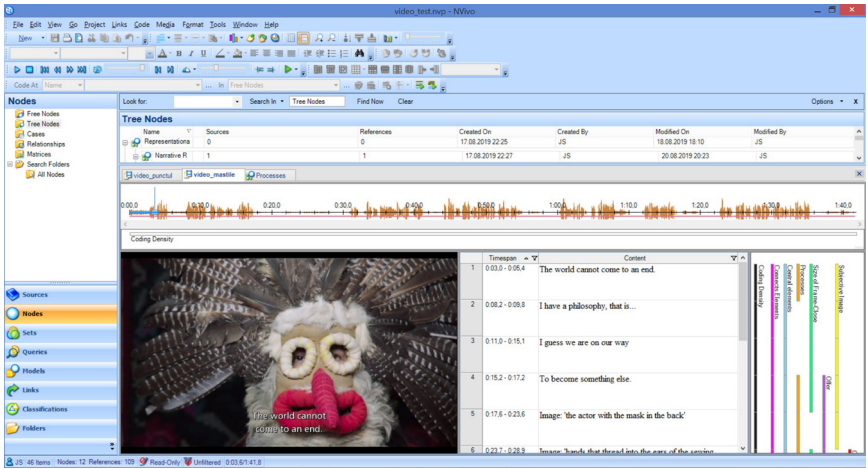 video_test.nvp - NVivo
File Edit View Go Project Links Code Media Format Tools Window Help
New
Code At Name In Free Nodes
Nodes
Free Nodes
Tree Nodes
Cases
Relationships
Matrices
Search Folders
All Nodes
Sources
Nodes
Sets
Queries
Models
Links
Classifications
Folders
Look for: Search In Tree Nodes Find Now Clear Options x
Tree Nodes
Name Sources References Created On Created By Modified On Modified By
Representationa 0 0 17.08.2019 22:25 JS 18.08.2019 18:10 JS
Narrative R 1 1 17.08.2019 22:27 JS 20.08.2019 20:23 JS
video_punctul video_mastile Processes
0:00,0 0:10,0 0:20,0 0:30,0 0:40,0 0:50,0 1:00,0 1:10,0 1:20,0 1:30,0 1:40,0
Coding Density
The world cannot
come to an end.
Timespan Content
1 0:03,0 - 0:05,4 The world cannot come to an end.
2 0:08,2 - 0:09,8 I have a philosophy, that is...
3 0:11,0 - 0:15,1 I guess we are on our way
4 0:15,2 - 0:17,2 To become something else.
5 0:17,6 - 0:23,6 Image: 'the actor with the mask in the back'
6 0:23,7 - 0:28,9 Image: 'hands that thread into the ears of the sewing
Coding Density
Connects Elements
Central elements
Processes
Size of Frame-Close
Offer
Subjective Image
JS 46 Items Nodes: 12 References: 109 Read-Only Unfiltered 0:03,6/1:41,8